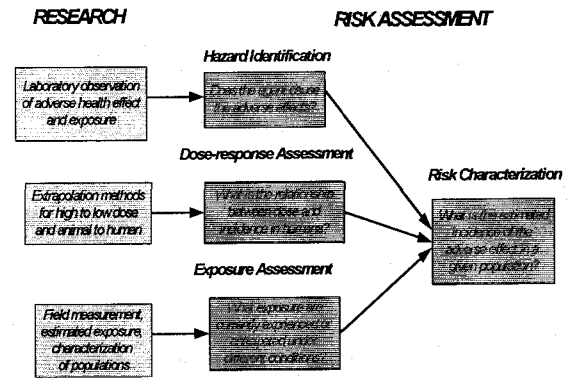 RESEARCH
RISK ASSESSMENT
Hazard Identification
Laboratory observation
of adverse health effect
and exposure
Does the agent cause
the adverse effects?
Dose-response Assessment
Extrapolation methods
for high to low dose
and animal to human
What is the relationship
between dose and
incidence in humans?
Risk Characterization
What is the estimated
incidence of the
adverse effect in a
given population?
Exposure Assessment
Field measurement,
estimated exposure,
characterization
of populations
What exposure are
currently experienced or
anticipated under
different conditions?